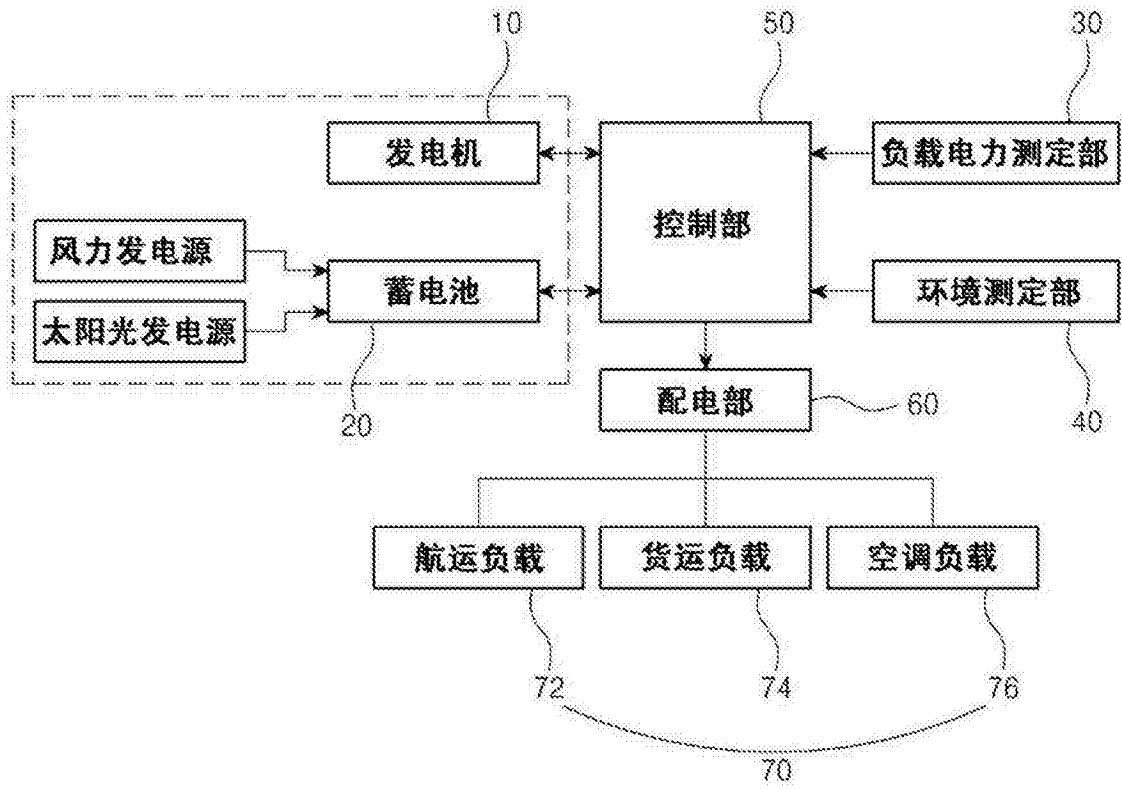 10
50
30
发电机
控制部
负载电力测定部
风力发电源
太阳光发电源
蓄电池
环境测定部
20
配电部
60
40
航运负载
货运负载
空调负载
72
74
76
70